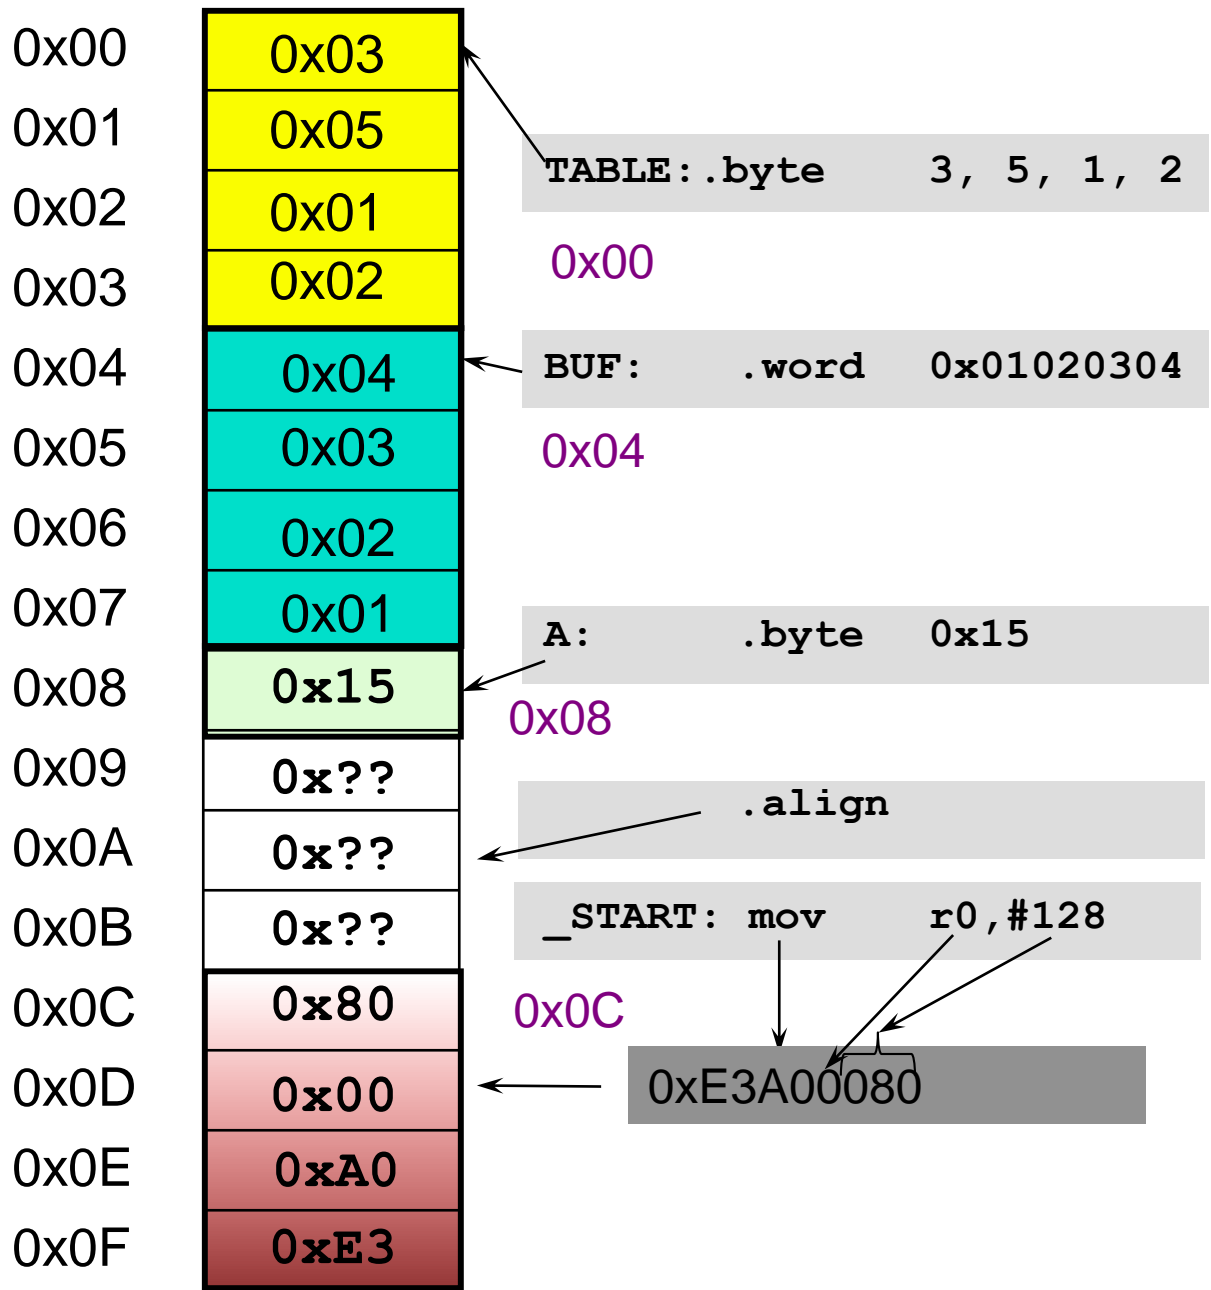 0x00 0x03
0x01 0x05
TABLE:.byte 3, 5, 1, 2
0x02 0x01
0x00
0x03 0x02
0x04 0x04
BUF: .word 0x01020304
0x05 0x03
0x04
0x06 0x02
0x07 0x01
A: .byte 0x15
0x08 0x15
0x08
0x09 0x??
.align
0x0A 0x??
0x0B 0x??
_START: mov r0,#128
0x0C 0x80
0x0C
0x0D 0x00
0xE3A00080
0x0E 0xA0
0x0F 0xE3